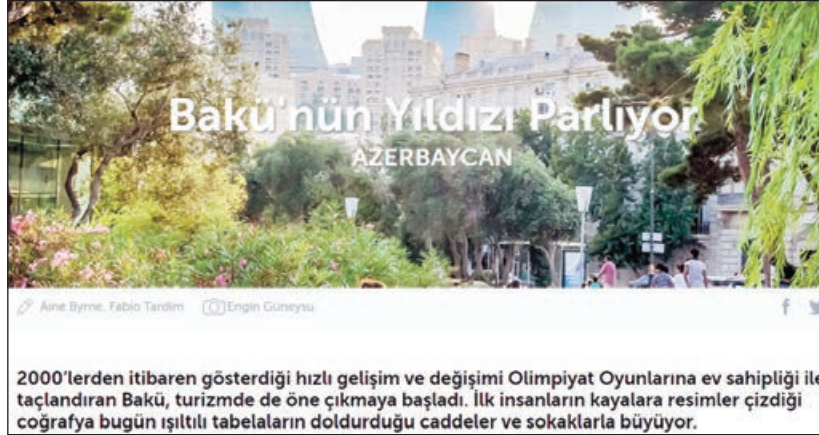 Bakü'nün Yıldızı Parlıyor
AZERBAYCAN
Áine Byrne, Fabio Tardim Engin Güneysu
2000'lerden itibaren gösterdiği hızlı gelişim ve değişimi Olimpiyat Oyunlarına ev sahipliği ile
taçlandıran Bakü, turizmde de öne çıkmaya başladı. İlk insanların kayalara resimler çizdiği
coğrafya bugün ışıltılı tabelaların doldurduğu caddeler ve sokaklarla büyüyor.